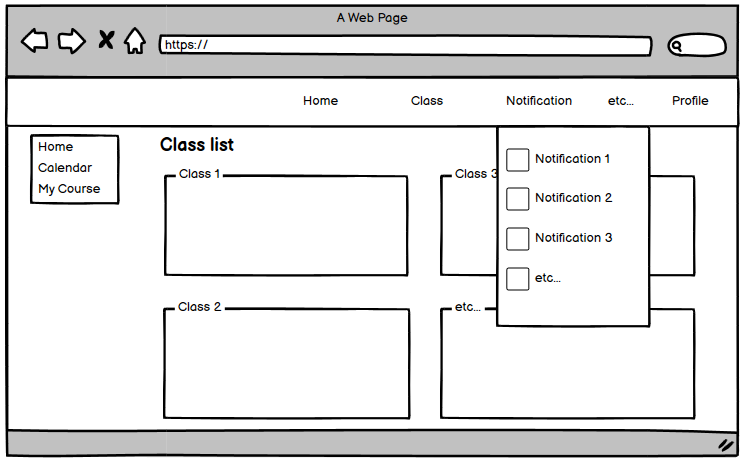 A Web Page
https://
Home Class Notification etc... Profile
Home
Calendar
My Course
Class list
Class 1
Class 3
Notification 1
Notification 2
Notification 3
etc...
Class 2
etc...